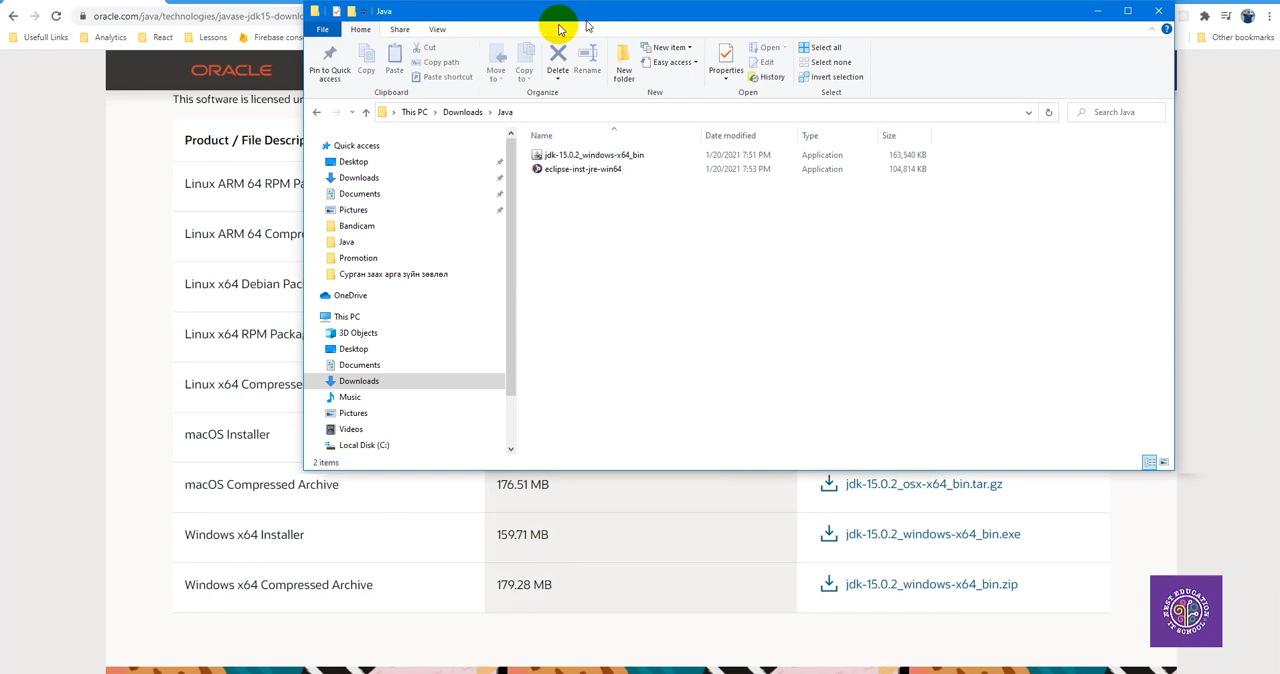 oracle.com/java/technologies/javase-jdk15-downlo
Usefull Links
Analytics
React
Lessons
Firebase cons
Other bookmarks
Java
File
Home
Share
View
Pin to Quick access
Copy
Paste
Cut
Copy path
Paste shortcut
Clipboard
Move to
Copy to
Delete
Rename
Organize
New folder
New item
Easy access
New
Properties
Open
Edit
History
Open
Select all
Select none
Invert selection
Select
This PC
Downloads
Java
Search Java
Quick access
Desktop
Downloads
Documents
Pictures
Bandicam
Java
Promotion
Сурган заах арга зүйн зөвлөл
OneDrive
This PC
3D Objects
Desktop
Documents
Downloads
Music
Pictures
Videos
Local Disk (C:)
Name Date modified Type Size
jdk-15.0.2_windows-x64_bin 1/20/2021 7:51 PM Application 163,540 KB
eclipse-inst-jre-win64 1/20/2021 7:53 PM Application 104,814 KB
2 items
ORACLE
This software is licensed un
Product / File Descrip
Linux ARM 64 RPM Pa
Linux ARM 64 Compre
Linux x64 Debian Pac
Linux x64 RPM Packa
Linux x64 Compresse
macOS Installer
macOS Compressed Archive 176.51 MB jdk-15.0.2_osx-x64_bin.tar.gz
Windows x64 Installer 159.71 MB jdk-15.0.2_windows-x64_bin.exe
Windows x64 Compressed Archive 179.28 MB jdk-15.0.2_windows-x64_bin.zip
NEST EDUCATION
IT SCHOOL